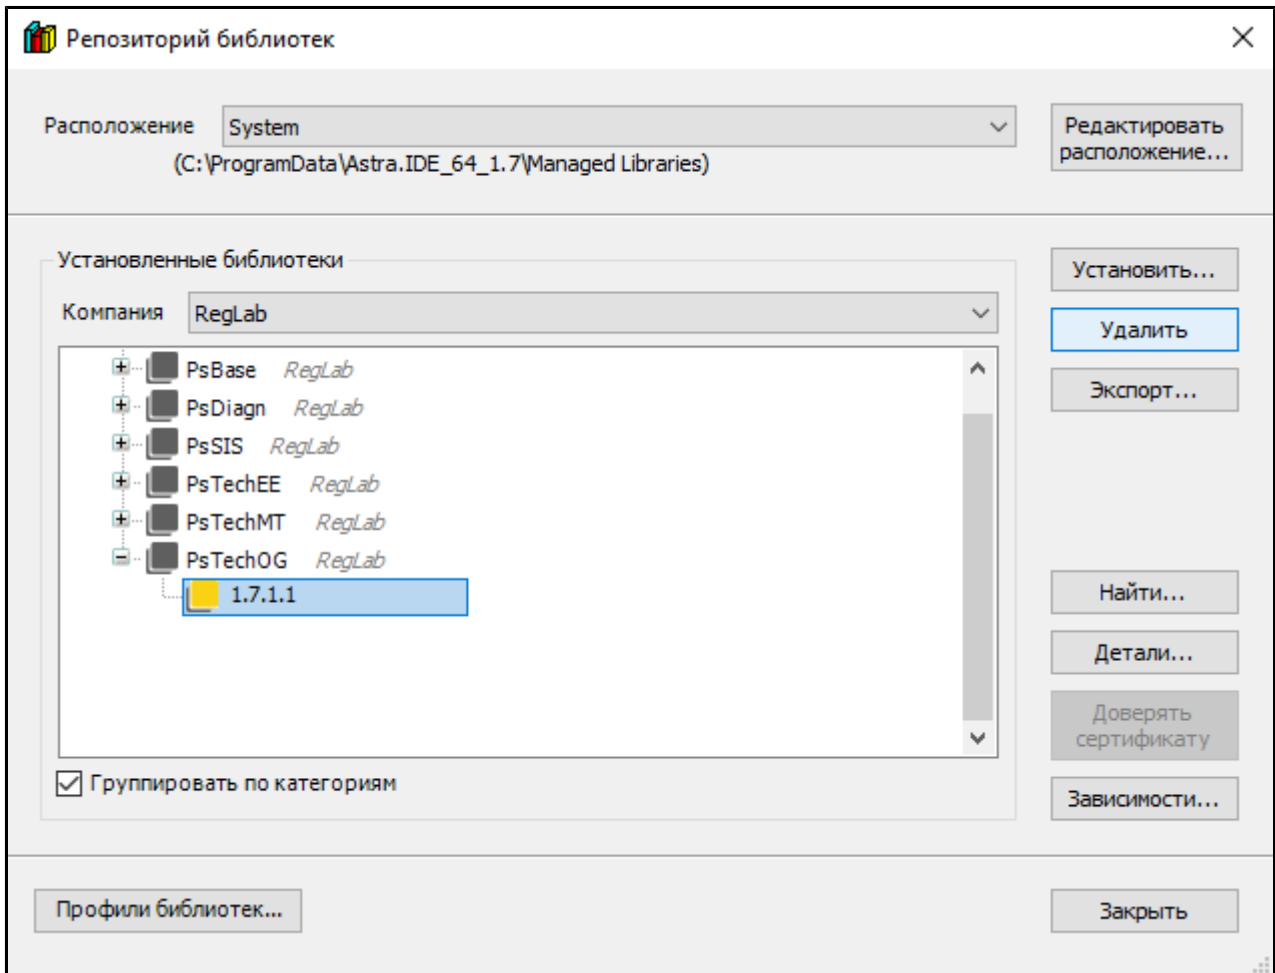 Репозиторий библиотек
Расположение System
Редактировать расположение...
(C:\ProgramData\Astra.IDE_64_1.7\Managed Libraries)
Установленные библиотеки
Установить...
Компания RegLab
Удалить
PsBase RegLab
Экспорт...
PsDiagn RegLab
PsSIS RegLab
PsTechEE RegLab
PsTechMT RegLab
PsTechOG RegLab
1.7.1.1
Найти...
Детали...
Доверять
сертификату
Группировать по категориям
Зависимости...
Профили библиотек...
Закрыть